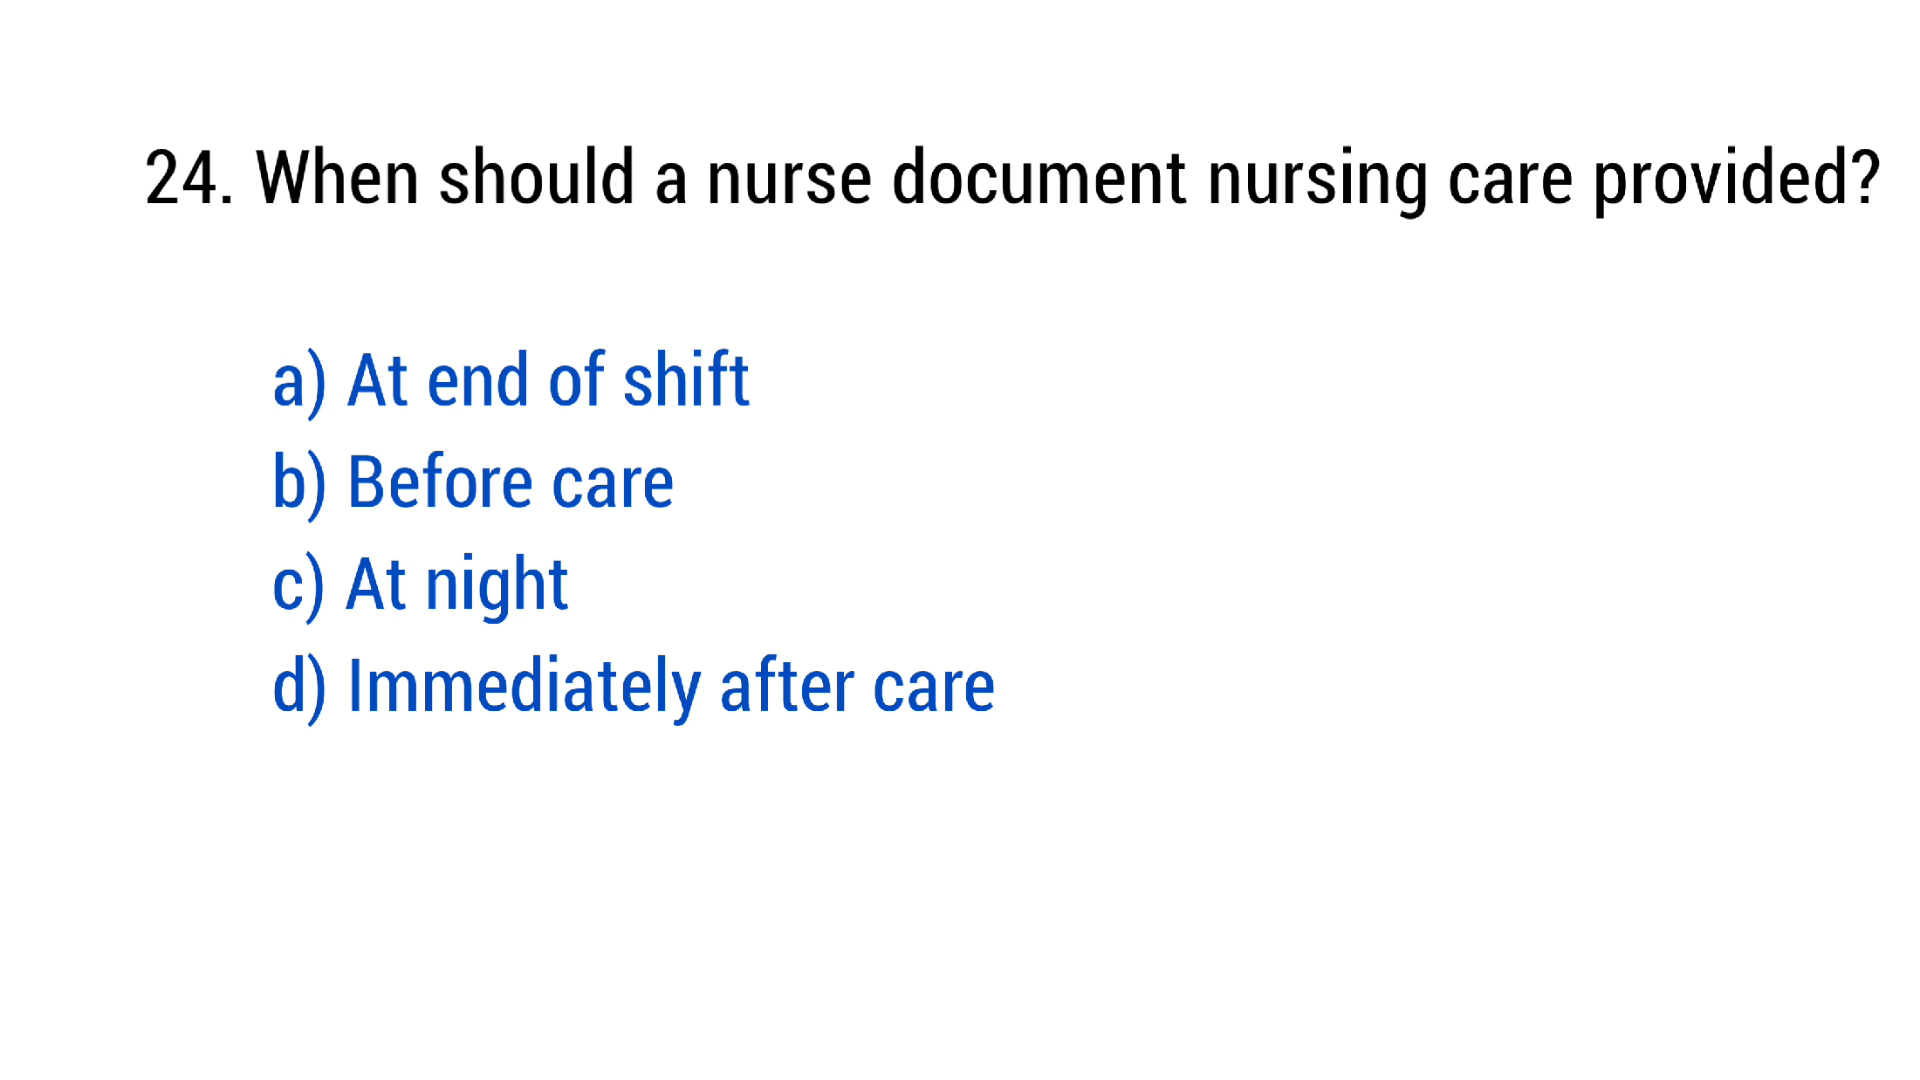 24. When should a nurse document nursing care provided?
a) At end of shift
b) Before care
c) At night
d) Immediately after care